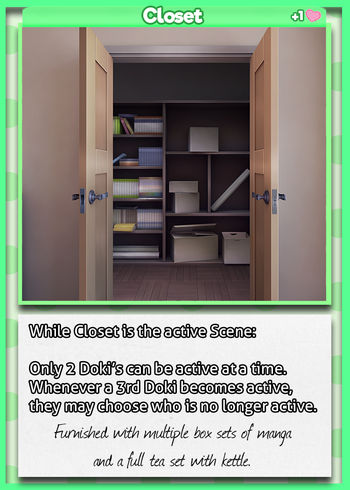 Closet
+1
While Closet is the active Scene:
Only 2 Doki's can be active at a time.
Whenever a 3rd Doki becomes active,
they may choose who is no longer active.
Furnished with multiple box sets of manga
and a full tea set with kettle.